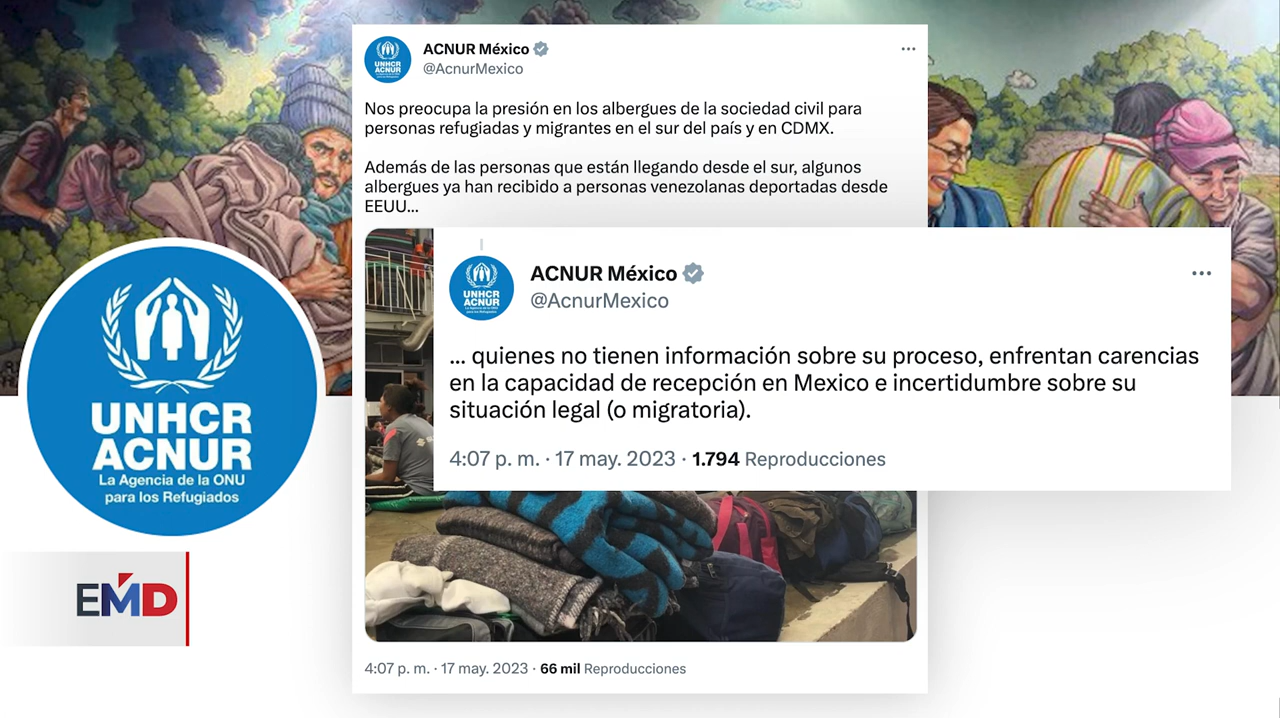 ACNUR México
@AcnurMexico
Nos preocupa la presión en los albergues de la sociedad civil para
personas refugiadas y migrantes en el sur del país y en CDMX.
Además de las personas que están llegando desde el sur, algunos
albergues ya han recibido a personas venezolanas deportadas desde
EEUU...
UNHCR
ACNUR
ACNUR México
@AcnurMexico
... quienes no tienen información sobre su proceso, enfrentan carencias
en la capacidad de recepción en Mexico e incertidumbre sobre su
situación legal (o migratoria).
4:07 p. m. · 17 may. 2023 · 1.794 Reproducciones
UNHCR
ACNUR
4:07 p. m. · 17 may. 2023 · 66 mil Reproducciones
UNHCR
ACNUR
La Agencia de la ONU
para los Refugiados
EMD